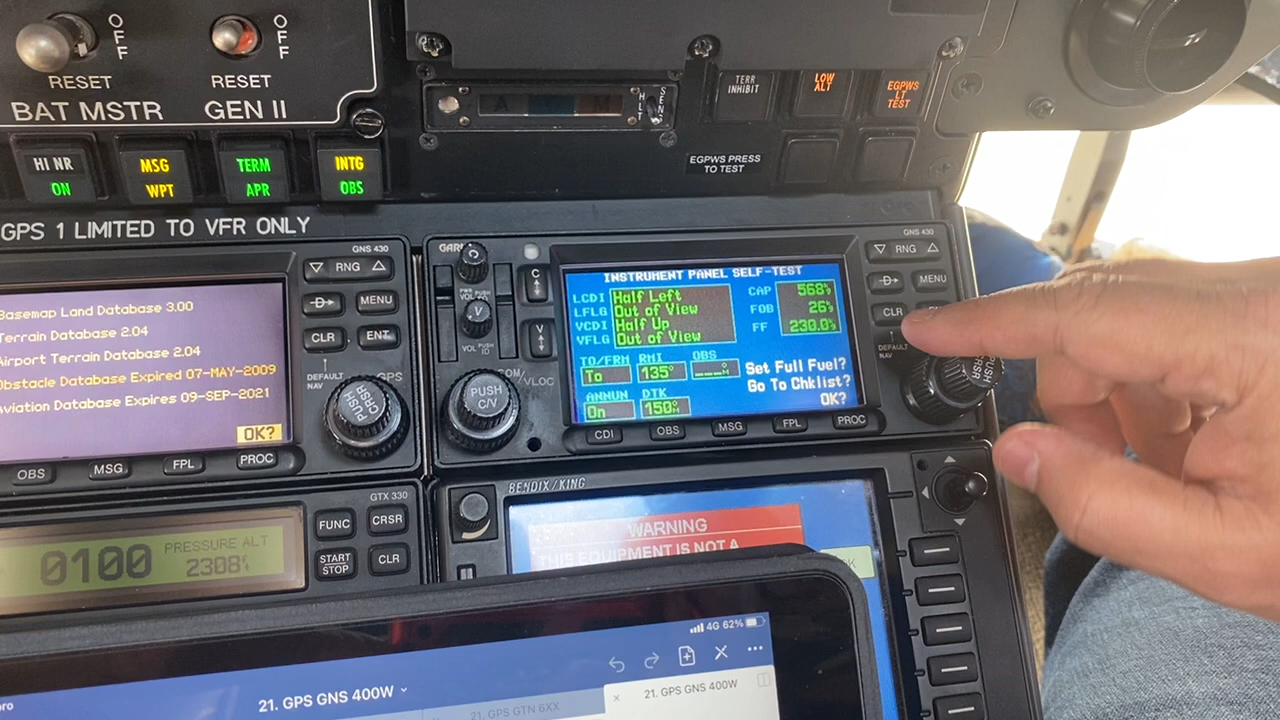 OFF
RESET
BAT MSTR
OFF
RESET
GEN II
HI NR
ON
MSG
WPT
TERM
APR
INTG
OBS
TERR
INHIBIT
LOW
ALT
EGPWS
LT
TEST
EGPWS PRESS
TO TEST
GPS 1 LIMITED TO VFR ONLY
GNS 430
RNG
MENU
CLR
ENT
DEFAULT
NAV
GPS
PUSH
CRSR
Basemap Land Database 3.00
Terrain Database 2.04
Airport Terrain Database 2.04
Obstacle Database Expired 07-MAY-2009
Aviation Database Expires 09-SEP-2021
OK?
OBS
MSG
FPL
PROC
GNS 430
C
V
PUSH
C/V
RNG
MENU
CLR
DEFAULT
NAV
PUSH
CRSR
INSTRUMENT PANEL SELF-TEST
LCDI Half Left
LFLG Out of View
VCDI Half Up
VFLG Out of View
CAP 568
FOB 26
FF 230.0
TO/FRM RMI OBS
To 135°
ANNUN DTK
On 150°
Set Full Fuel?
Go To Chklist?
OK?
CDI
OBS
MSG
FPL
PROC
GTX 330
0100
PRESSURE ALT
2308
FUNC
CRSR
START
STOP
CLR
BENDIX/KING
WARNING
THIS EQUIPMENT IS NOT A
4G 62%
21. GPS GNS 400W
21. GPS GTN 6XX
21. GPS GNS 400W